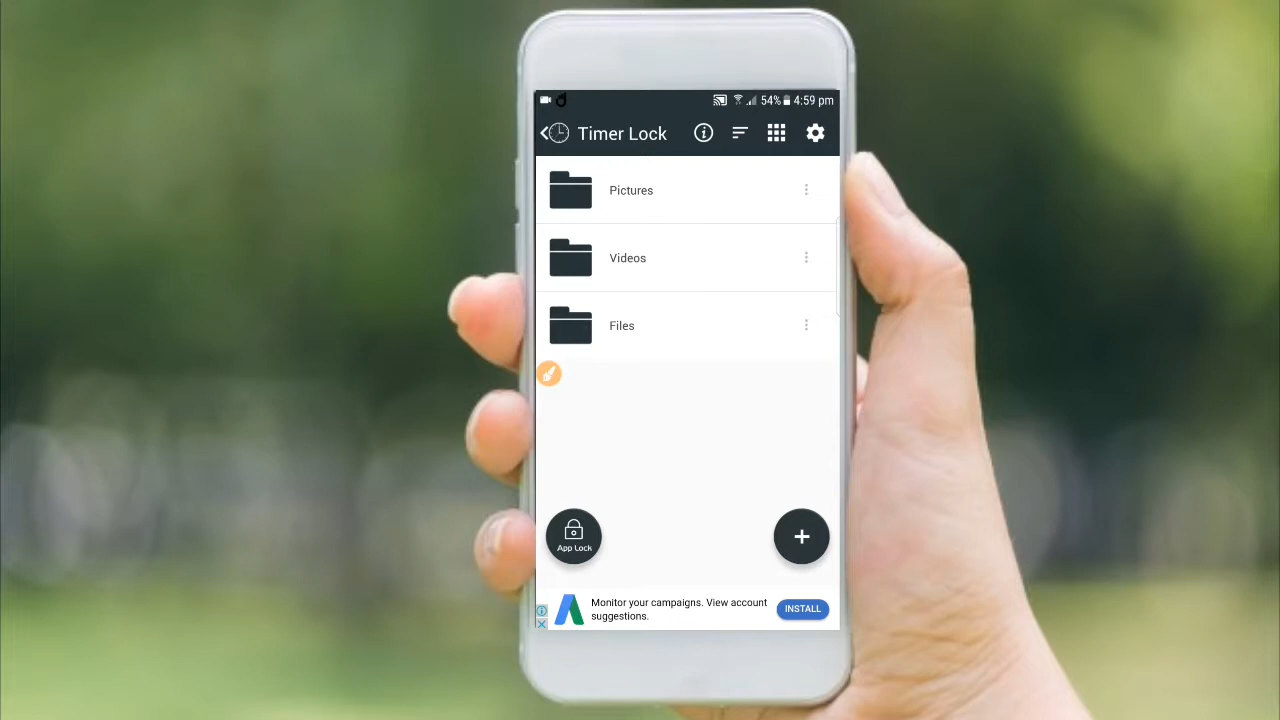 54% 4:59 pm
Timer Lock
Pictures
Videos
Files
App Lock
Monitor your campaigns. View account
suggestions.
INSTALL